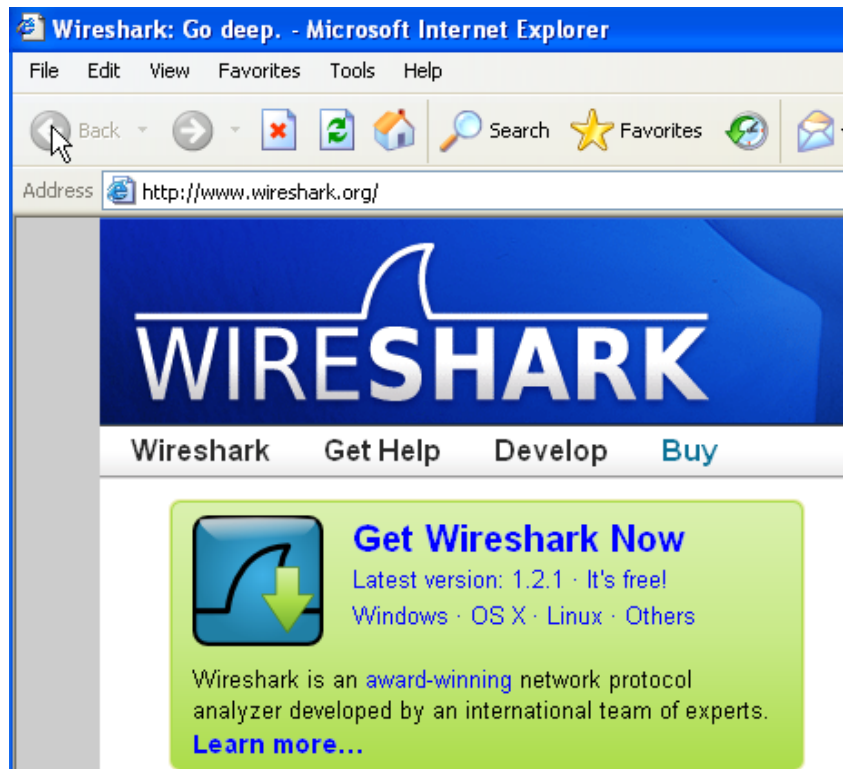 Wireshark: Go deep. - Microsoft Internet Explorer
File Edit View Favorites Tools Help
Back Search Favorites
Address http://www.wireshark.org/
WIRESHARK
Wireshark Get Help Develop Buy
Get Wireshark Now
Latest version: 1.2.1 · It's free!
Windows · OS X · Linux · Others
Wireshark is an award-winning network protocol
analyzer developed by an international team of experts.
Learn more...